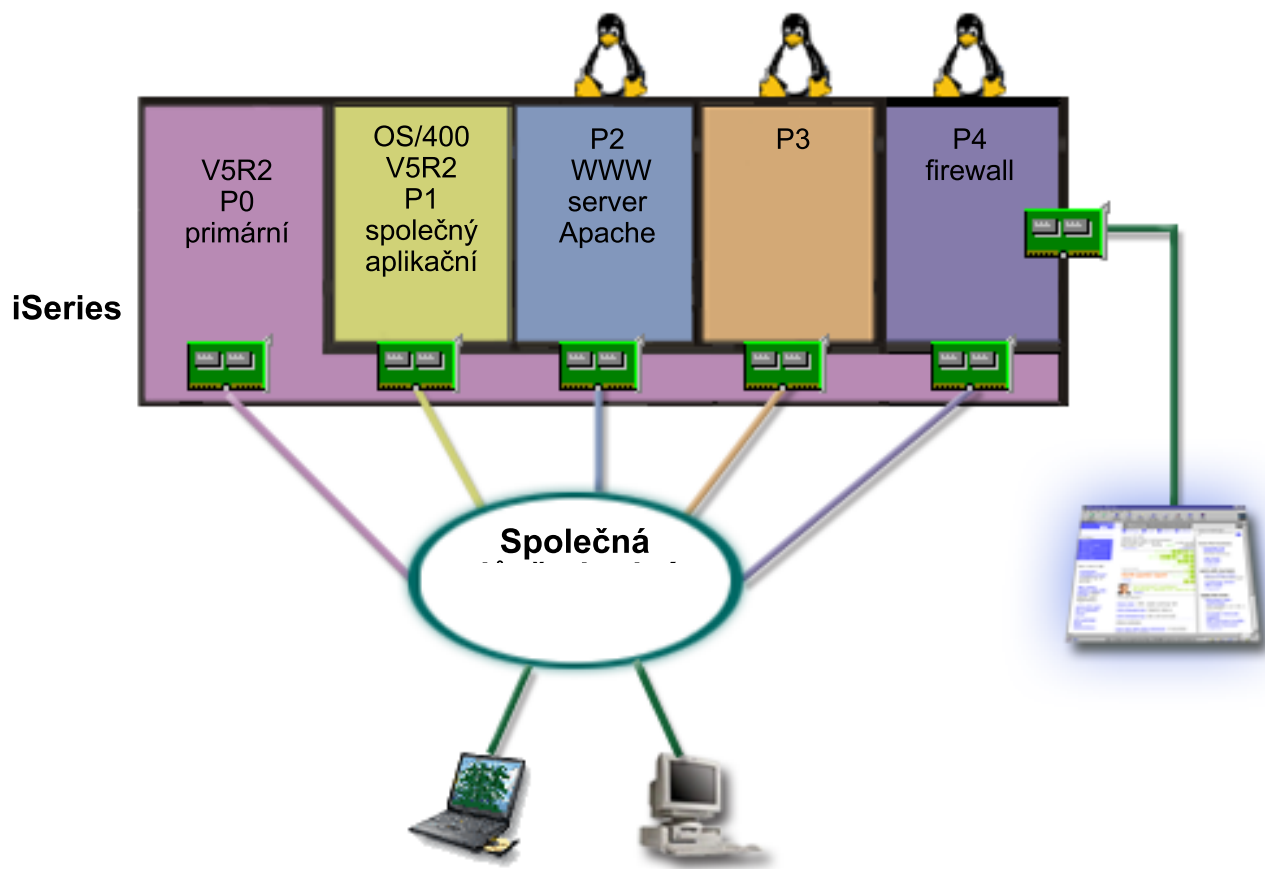 iSeries
V5R2
P0
primární
OS/400
V5R2
P1
společný
aplikační
P2
WWW
server
Apache
P3
P4
firewall
Společná